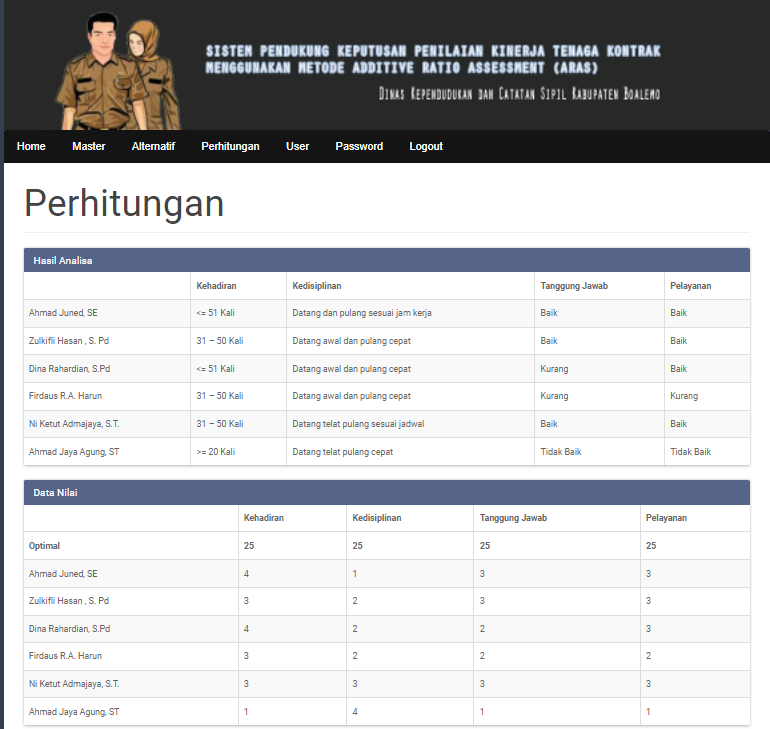 SISTEM PENDUKUNG KEPUTUSAN PENILAIAN KINERJA TENAGA KONTRAK
MENGGUNAKAN METODE ADDITIVE RATIO ASSESSMENT (ARAS)
DINAS KEPENDUDUKAN DAN CATATAN SIPIL KABUPATEN BOALEMO
Home Master Alternatif Perhitungan User Password Logout
Perhitungan
Hasil Analisa
Kehadiran Kedisiplinan Tanggung Jawab Pelayanan
Ahmad Juned, SE <= 51 Kali Datang dan pulang sesuai jam kerja Baik Baik
Zulkifli Hasan , S. Pd 31 – 50 Kali Datang awal dan pulang cepat Baik Baik
Dina Rahardian, S.Pd <= 51 Kali Datang awal dan pulang cepat Kurang Baik
Firdaus R.A. Harun 31 – 50 Kali Datang awal dan pulang cepat Kurang Kurang
Ni Ketut Admajaya, S.T. 31 – 50 Kali Datang telat pulang sesuai jadwal Baik Baik
Ahmad Jaya Agung, ST >= 20 Kali Datang telat pulang cepat Tidak Baik Tidak Baik
Data Nilai
Kehadiran Kedisiplinan Tanggung Jawab Pelayanan
Optimal 25 25 25 25
Ahmad Juned, SE 4 1 3 3
Zulkifli Hasan , S. Pd 3 2 3 3
Dina Rahardian, S.Pd 4 2 2 3
Firdaus R.A. Harun 3 2 2 2
Ni Ketut Admajaya, S.T. 3 3 3 3
Ahmad Jaya Agung, ST 1 4 1 1